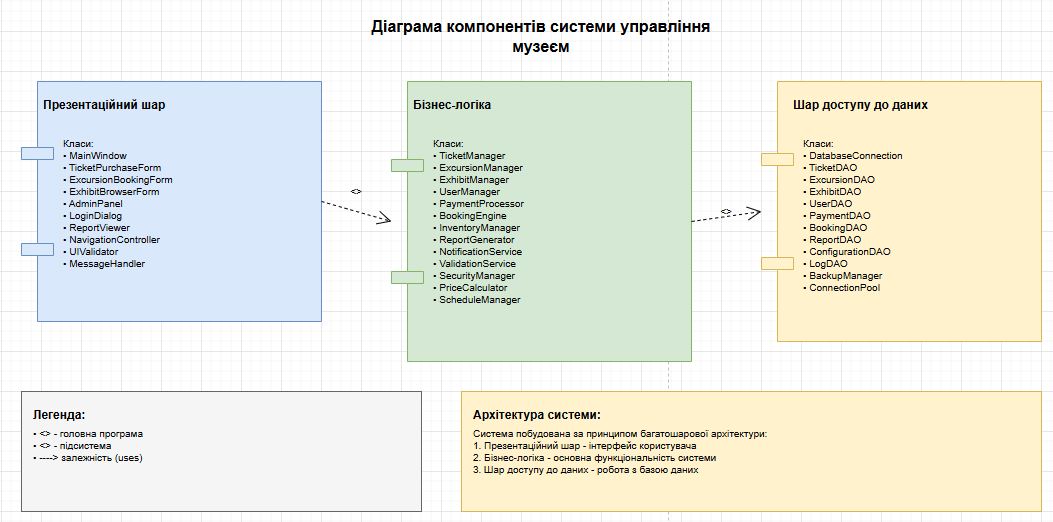 Діаграма компонентів системи управління
музеєм
Презентаційний шар
Класи:
• MainWindow
• TicketPurchaseForm
• ExcursionBookingForm
• ExhibitBrowserForm
• AdminPanel
• LoginDialog
• ReportViewer
• NavigationController
• UIValidator
• MessageHandler
<>
Бізнес-логіка
Класи:
• TicketManager
• ExcursionManager
• ExhibitManager
• UserManager
• PaymentProcessor
• BookingEngine
• InventoryManager
• ReportGenerator
• NotificationService
• ValidationService
• SecurityManager
• PriceCalculator
• ScheduleManager
<>
Шар доступу до даних
Класи:
• DatabaseConnection
• TicketDAO
• ExcursionDAO
• ExhibitDAO
• UserDAO
• PaymentDAO
• BookingDAO
• ReportDAO
• ConfigurationDAO
• LogDAO
• BackupManager
• ConnectionPool
Легенда:
• <> - головна програма
• <> - підсистема
• ----> залежність (uses)
Архітектура системи:
Система побудована за принципом багатошарової архітектури:
1. Презентаційний шар - інтерфейс користувача
2. Бізнес-логіка - основна функціональність системи
3. Шар доступу до даних - робота з базою даних